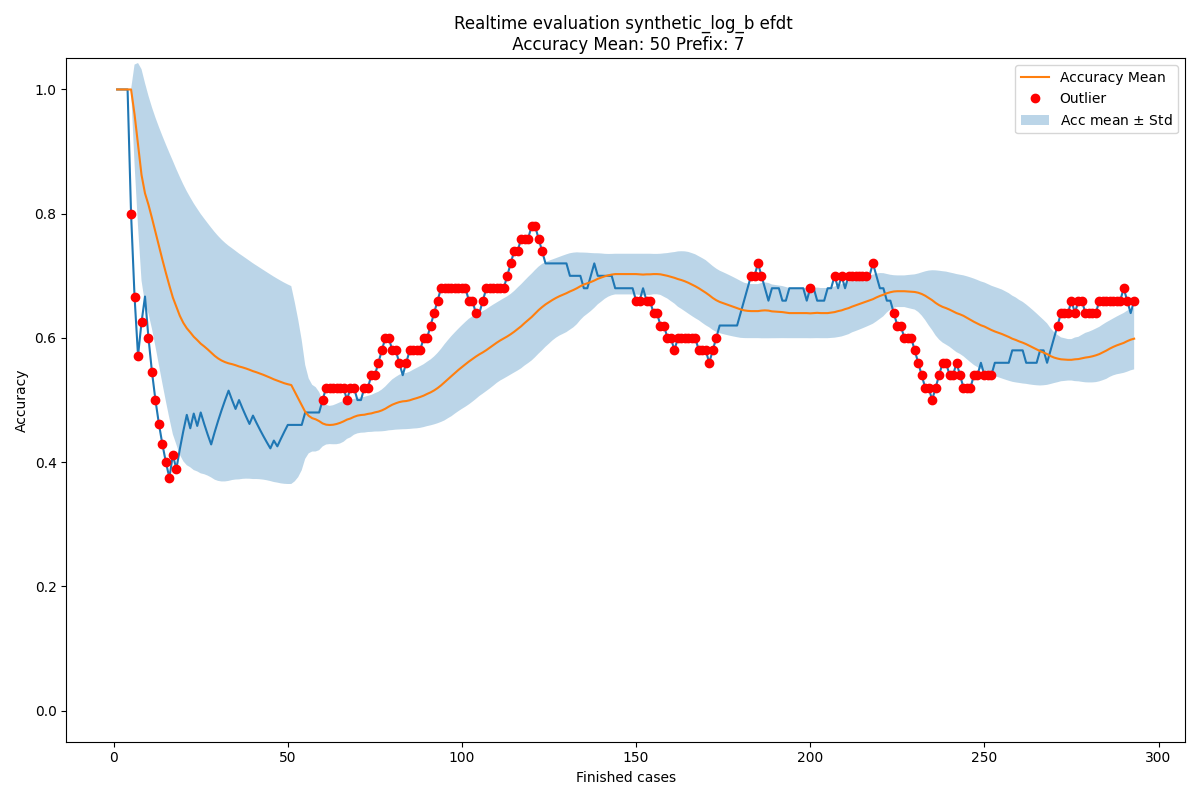 Realtime evaluation synthetic_log_b efdt
Accuracy Mean: 50 Prefix: 7
Accuracy Mean
Outlier
Acc mean ± Std
Accuracy
1.0
0.8
0.6
0.4
0.2
0.0
0
50
100
150
200
250
300
Finished cases